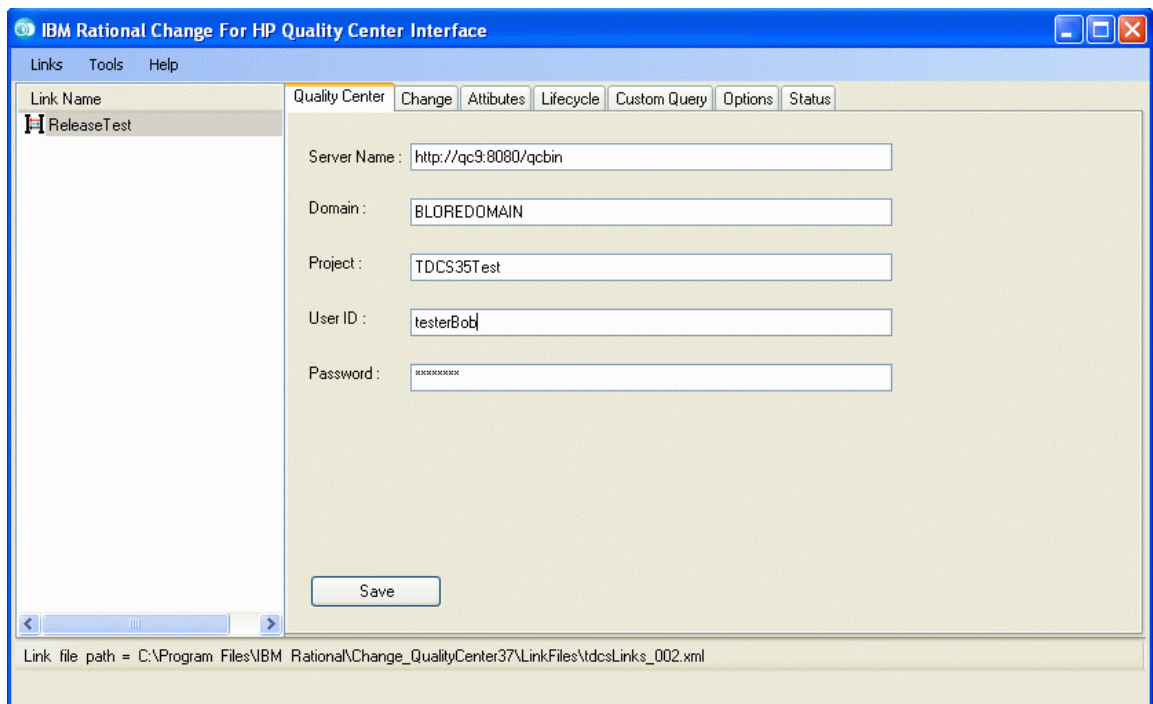 IBM Rational Change For HP Quality Center Interface
Links Tools Help
Link Name
ReleaseTest
Quality Center Change Attibutes Lifecycle Custom Query Options Status
Server Name : http://qc9:8080/qcbin
Domain : BLOREDOMAIN
Project : TDCS35Test
User ID : testerBob
Password : ********
Save
Link file path = C:\Program Files\IBM Rational\Change_QualityCenter37\LinkFiles\tdcsLinks_002.xml